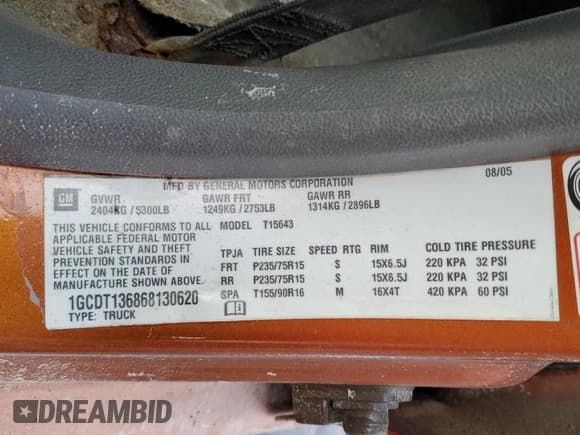 MFD BY GENERAL MOTORS CORPORATION 08/05
GM GVWR GAWR FRT GAWR RR
2404KG / 5300LB 1249KG / 2753LB 1314KG / 2896LB
THIS VEHICLE CONFORMS TO ALL MODEL T15643
APPLICABLE FEDERAL MOTOR
VEHICLE SAFETY AND THEFT
PREVENTION STANDARDS IN
EFFECT ON THE DATE OF
MANUFACTURE SHOWN ABOVE.
1GCDT136868130620
TYPE: TRUCK
TPJA TIRE SIZE SPEED RTG RIM COLD TIRE PRESSURE
FRT P235/75R15 S 15X6.5J 220 KPA 32 PSI
RR P235/75R15 S 15X6.5J 220 KPA 32 PSI
SPA T155/90R16 M 16X4T 420 KPA 60 PSI
DREAMBID